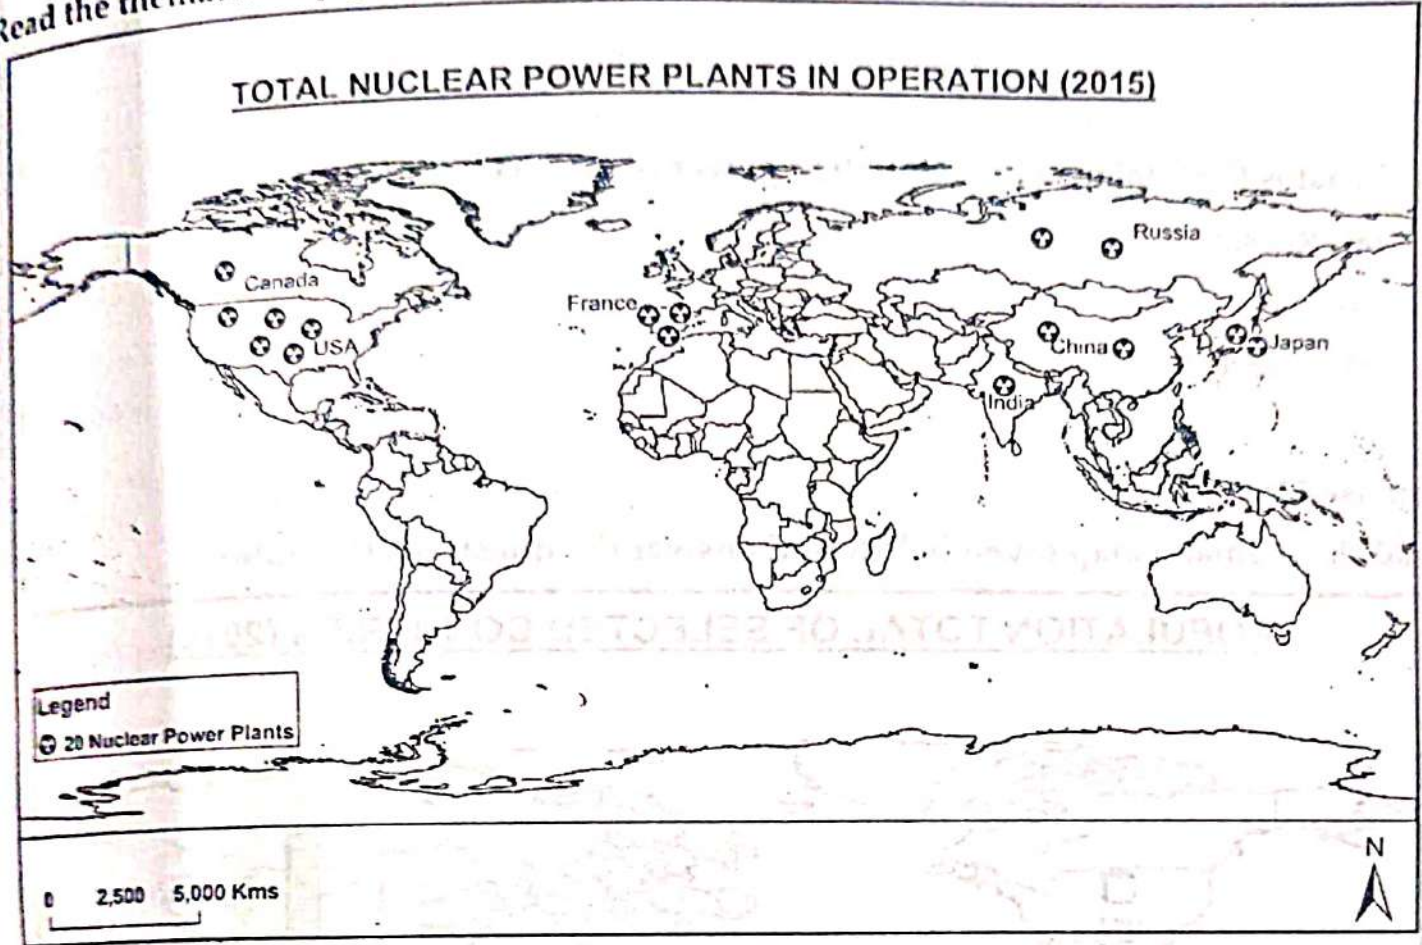 Read the
TOTAL NUCLEAR POWER PLANTS IN OPERATION (2015)
Russia
Canada
France
USA
China
Japan
India
Legend
20 Nuclear Power Plants
N
0 2,500 5,000 Kms